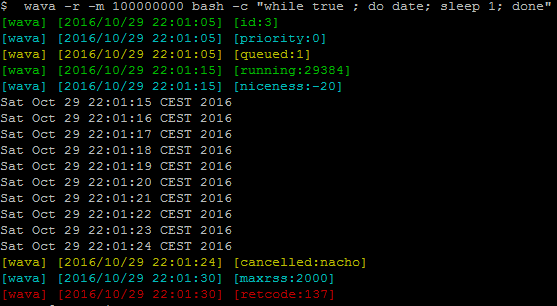 $  wava -r -m 100000000 bash -c "while true ; do date; sleep 1; done"
[wava] [2016/10/29 22:01:05] [id:3]
[wava] [2016/10/29 22:01:05] [priority:0]
[wava] [2016/10/29 22:01:05] [queued:1]
[wava] [2016/10/29 22:01:15] [running:29384]
[wava] [2016/10/29 22:01:15] [niceness:-20]
Sat Oct 29 22:01:15 CEST 2016
Sat Oct 29 22:01:16 CEST 2016
Sat Oct 29 22:01:17 CEST 2016
Sat Oct 29 22:01:18 CEST 2016
Sat Oct 29 22:01:19 CEST 2016
Sat Oct 29 22:01:20 CEST 2016
Sat Oct 29 22:01:21 CEST 2016
Sat Oct 29 22:01:22 CEST 2016
Sat Oct 29 22:01:23 CEST 2016
Sat Oct 29 22:01:24 CEST 2016
[wava] [2016/10/29 22:01:24] [cancelled:nacho]
[wava] [2016/10/29 22:01:30] [maxrss:2000]
[wava] [2016/10/29 22:01:30] [retcode:137]